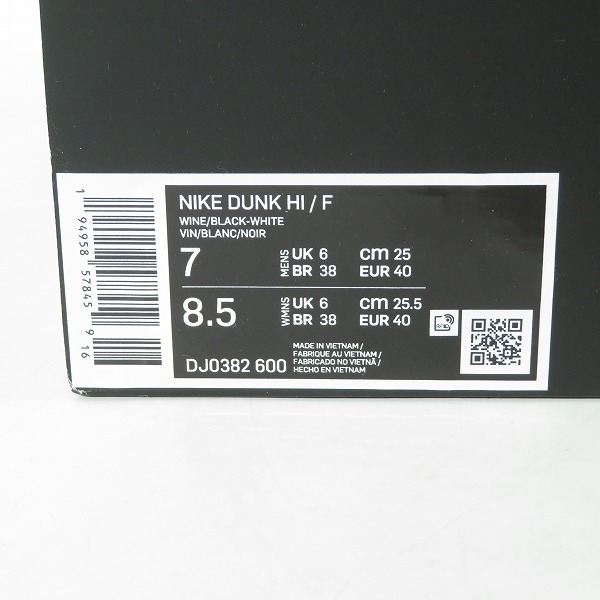 NIKE DUNK HI / F
WINE/BLACK-WHITE
VIN/BLANC/NOIR
7 MENS UK 6 cm 25
BR 38 EUR 40
8.5 WMNS UK 6 cm 25.5
BR 38 EUR 40
DJ0382 600
MADE IN VIETNAM /
FABRIQUE AU VIETNAM /
FABRICADO NO VIETNÃ /
HECHO EN VIETNAM
1 94958 57845 9 16